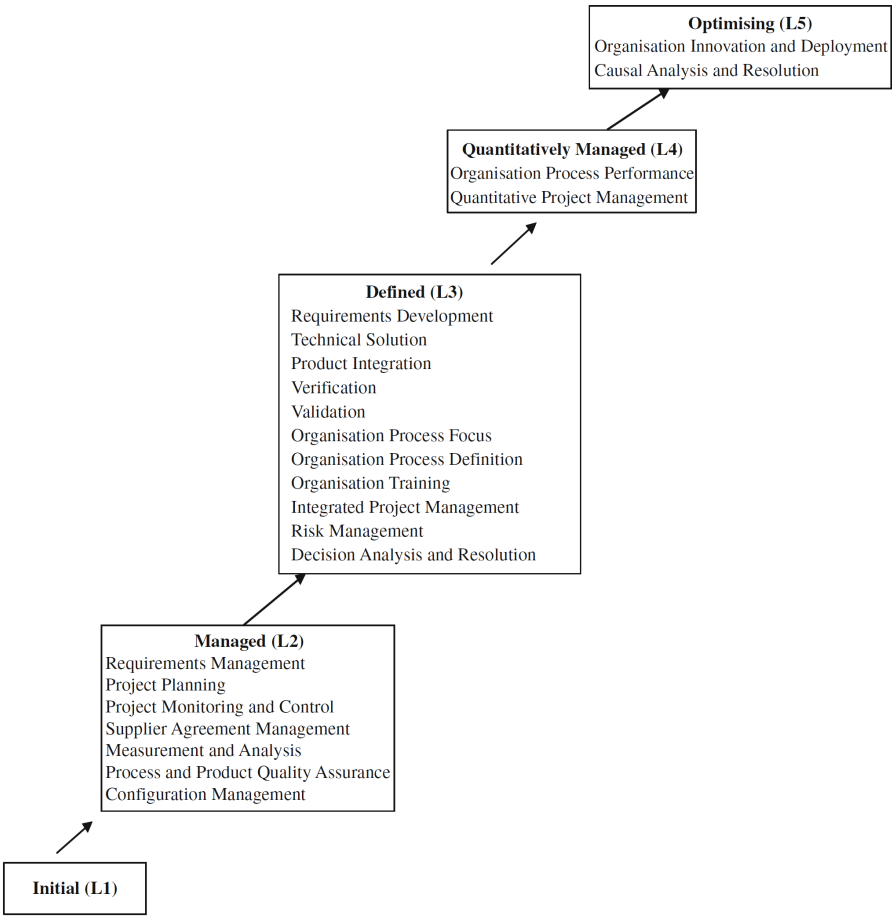 Optimising (L5)
Organisation Innovation and Deployment
Causal Analysis and Resolution
Quantitatively Managed (L4)
Organisation Process Performance
Quantitative Project Management
Defined (L3)
Requirements Development
Technical Solution
Product Integration
Verification
Validation
Organisation Process Focus
Organisation Process Definition
Organisation Training
Integrated Project Management
Risk Management
Decision Analysis and Resolution
Managed (L2)
Requirements Management
Project Planning
Project Monitoring and Control
Supplier Agreement Management
Measurement and Analysis
Process and Product Quality Assurance
Configuration Management
Initial (L1)